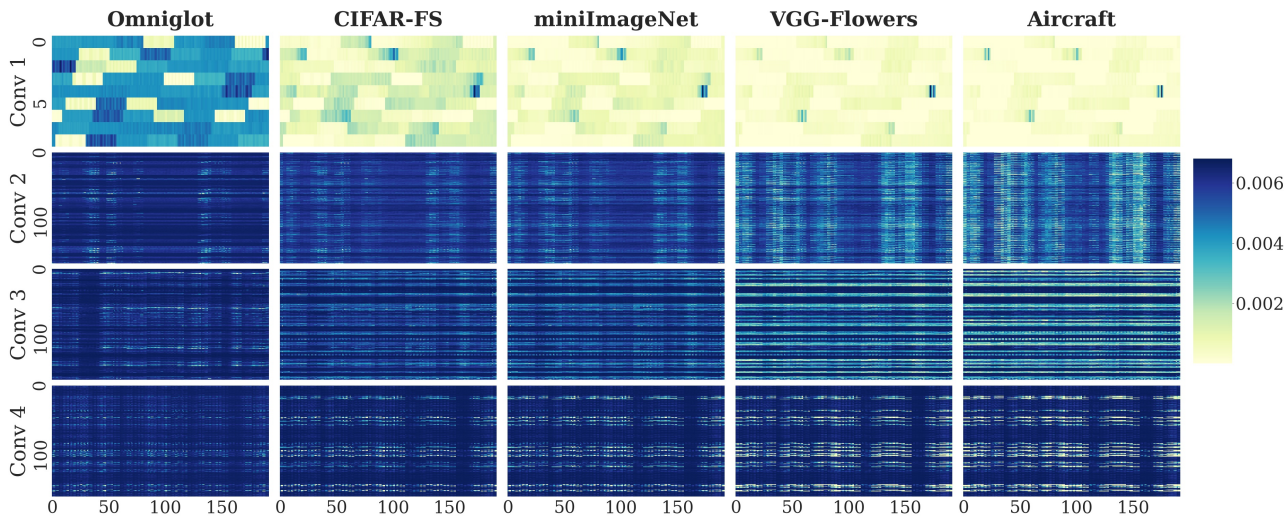 Omniglot CIFAR-FS miniImageNet VGG-Flowers Aircraft
Conv 1
0
5
Conv 2
0
100
Conv 3
0
100
Conv 4
0
100
0 50 100 150 0 50 100 150 0 50 100 150 0 50 100 150 0 50 100 150
0.006
0.004
0.002